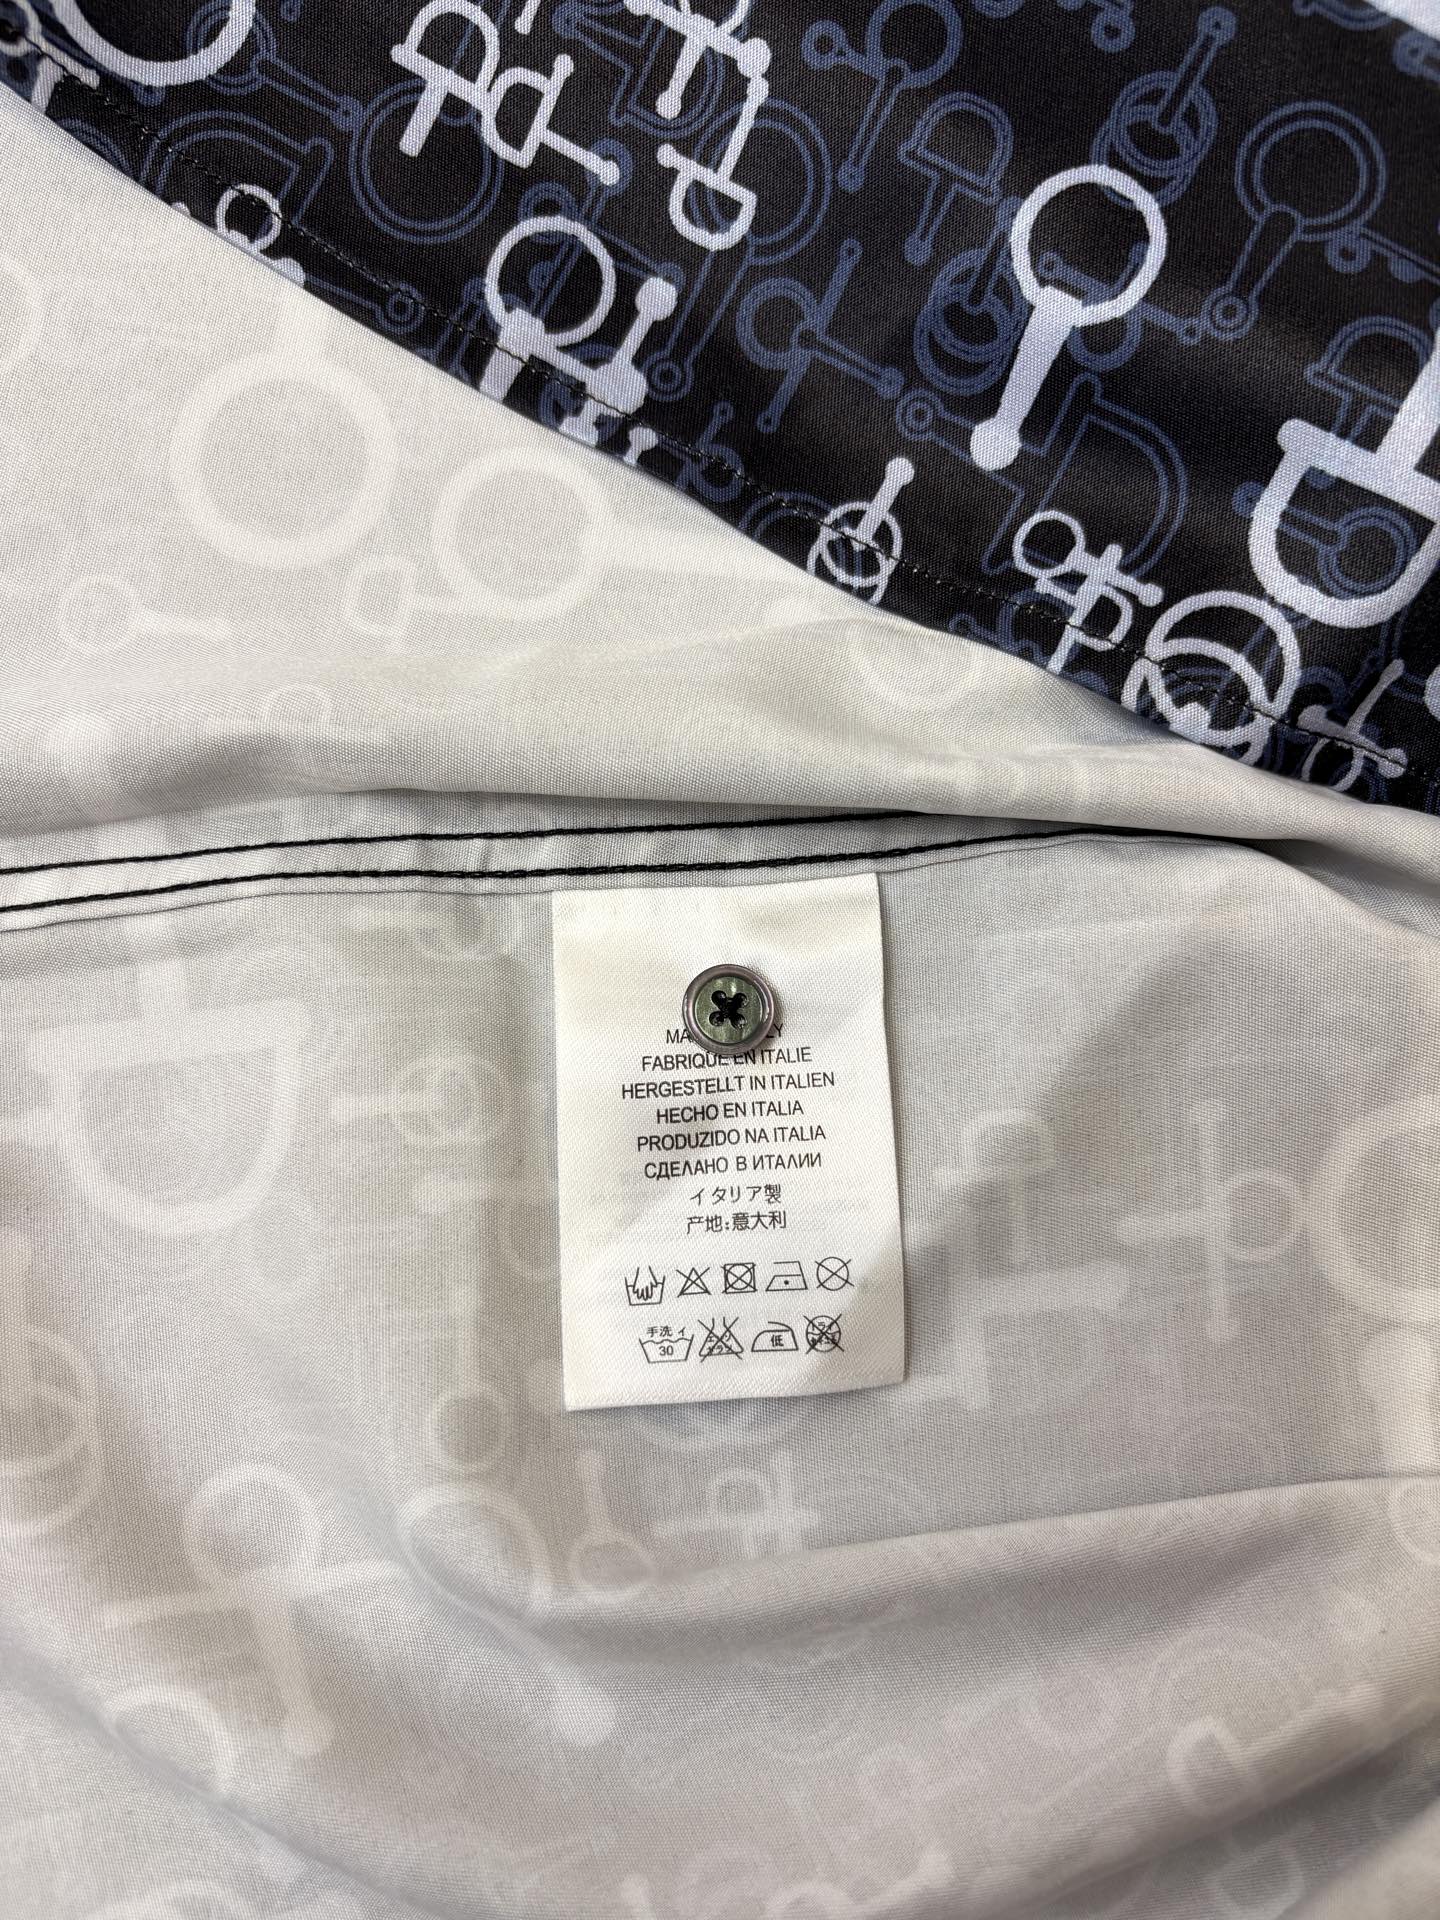 FABRIQUE EN ITALIE
HERGESTELLT IN ITALIEN
HECHO EN ITALIA
PRODUZIDO NA ITALIA
СДЕЛАНО В ИТАЛИИ
イタリア製
产地:意大利
手洗イ
30
低